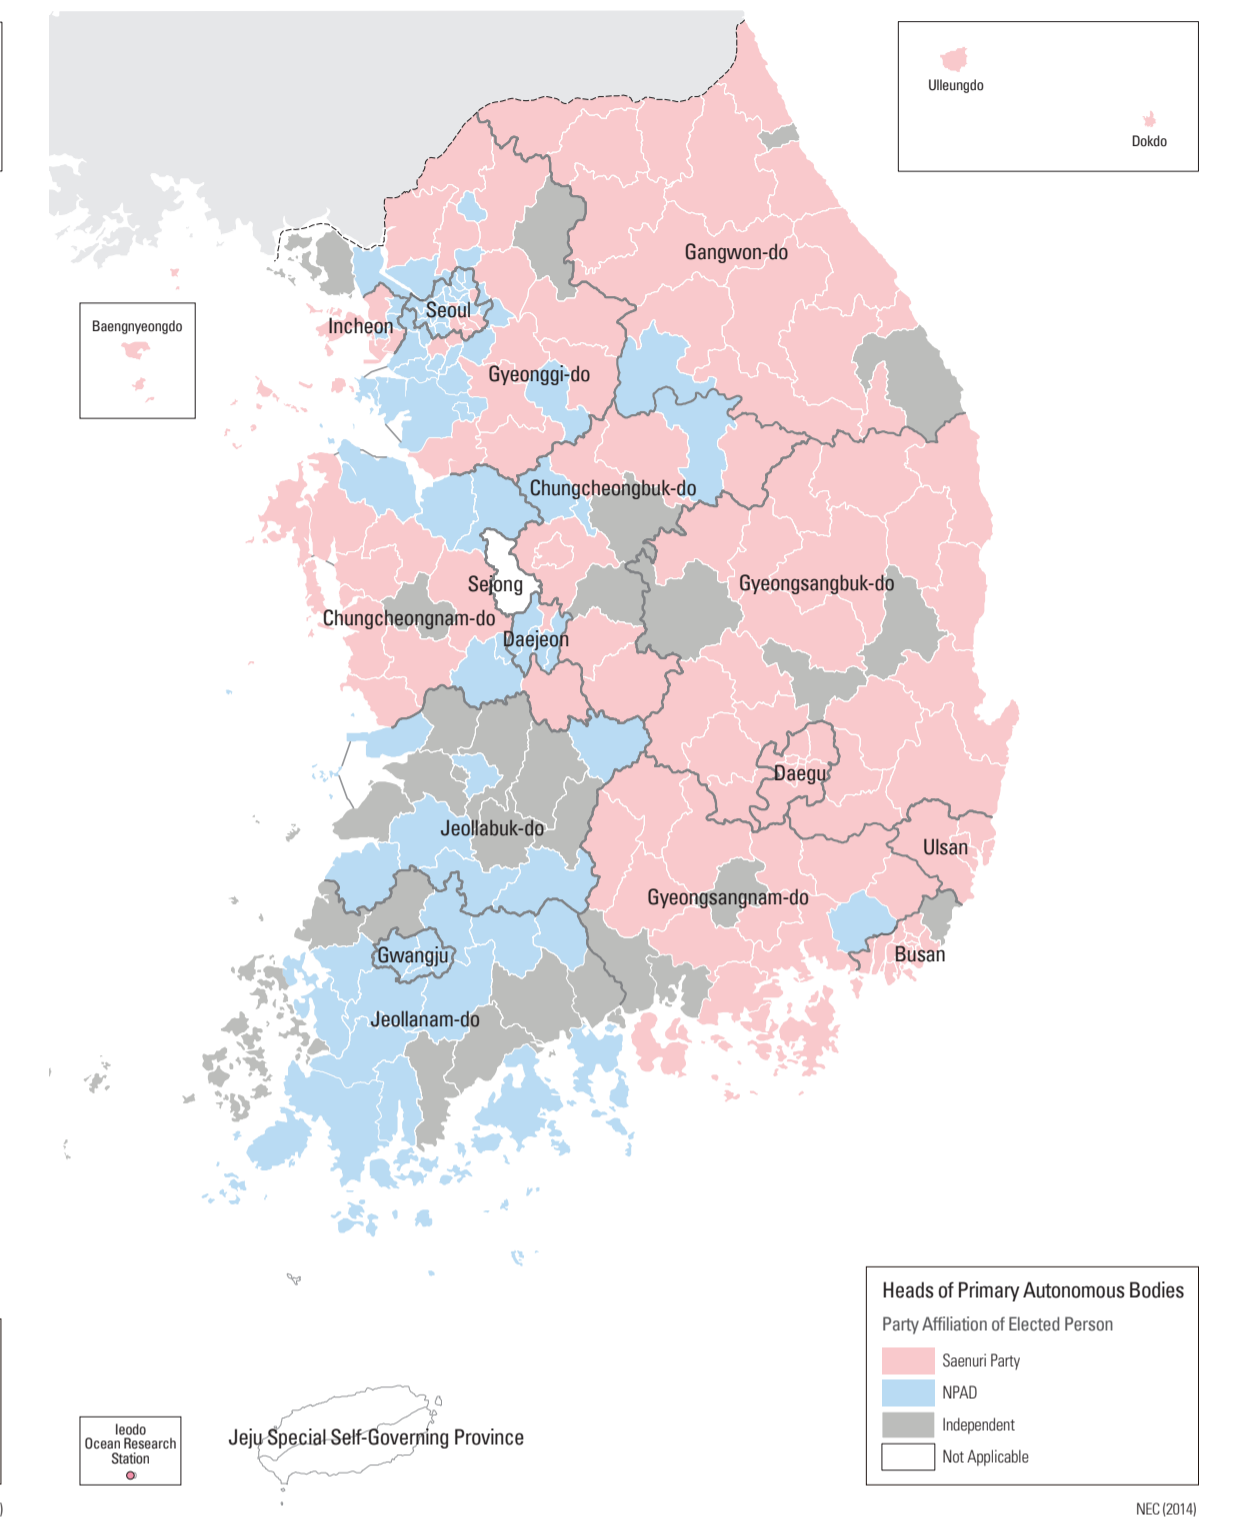 Ulleungdo
Dokdo
Gangwon-do
Baengnyeongdo
Seoul
Incheon
Gyeonggi-do
Chungcheongbuk-do
Sejong
Gyeongsangbuk-do
Chungcheongnam-do
Daejeon
Daegu
Jeollabuk-do
Ulsan
Gyeongsangnam-do
Gwangju
Busan
Jeollanam-do
Heads of Primary Autonomous Bodies
Party Affiliation of Elected Person
Saenuri Party
NPAD
Independent
Not Applicable
Ieodo
Ocean Research
Station
Jeju Special Self-Governing Province
)
NEC (2014)